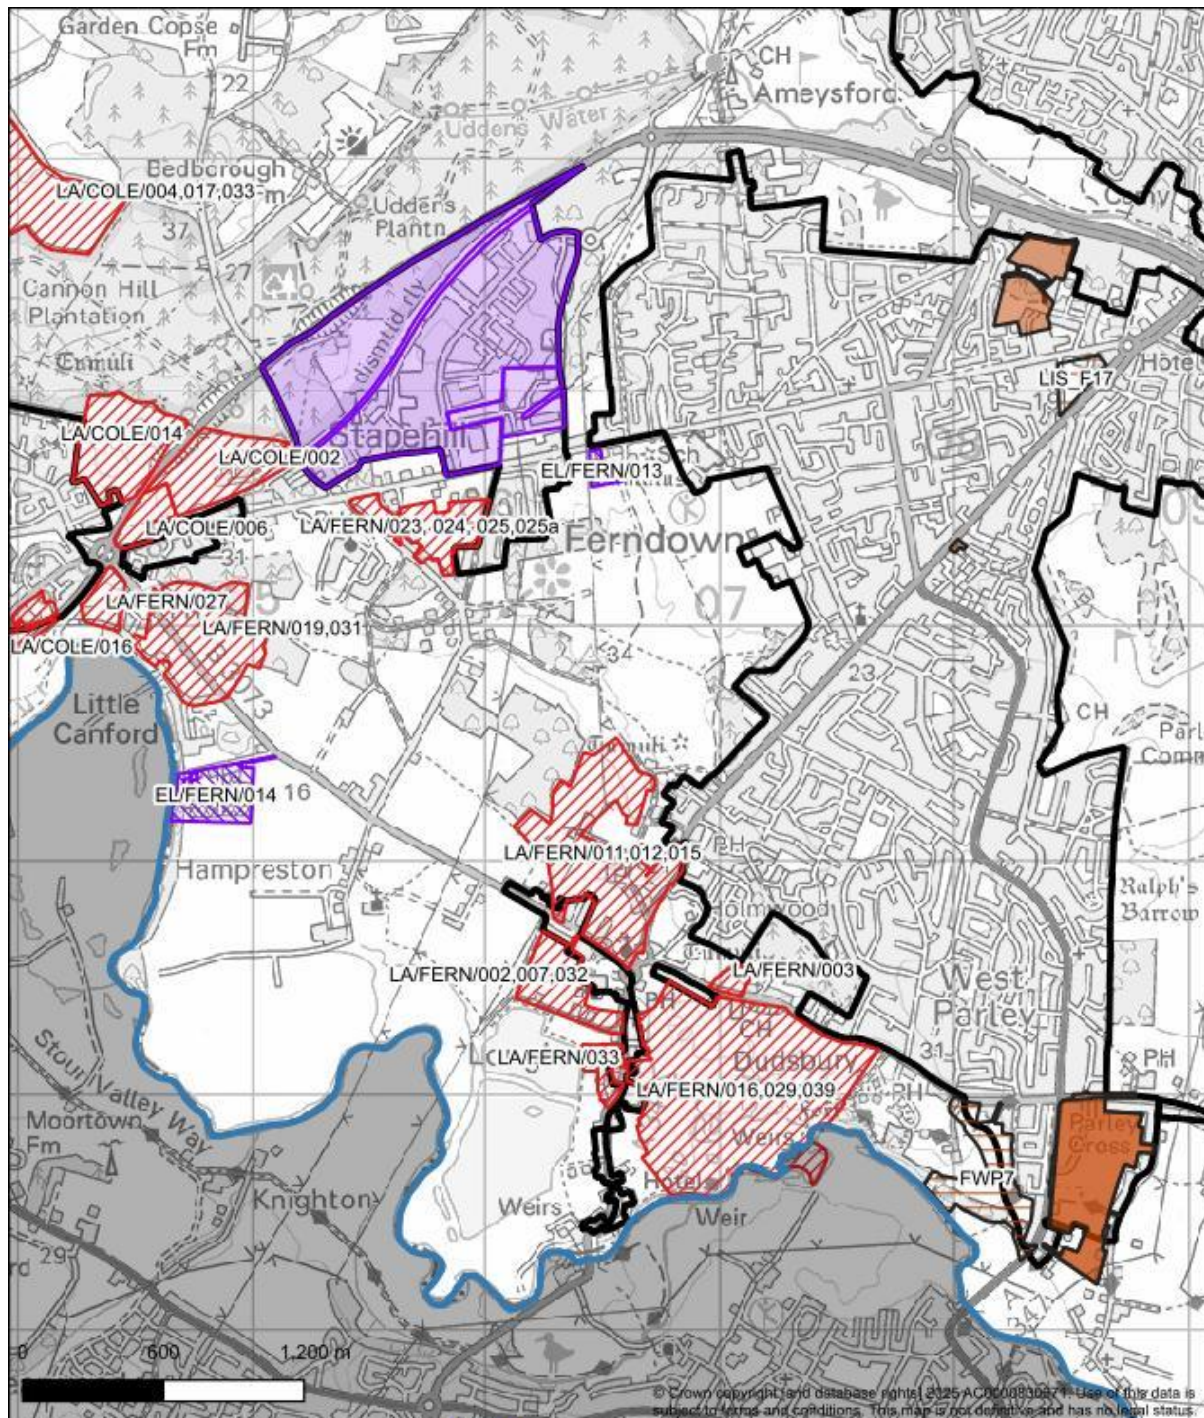 Garden Copse
Fm
22
CH
Ameysford
Uddens Water
Bedborough
LA/COLE/004,017,033
m
Uddens
Plantn
37
27
Cannon Hill
Plantation
Tumuli
dismtd rly
LIS_F17
Hotel
LA/COLE/014
LA/COLE/002
Stapehill
EL/FERN/013
Sch
LA/COLE/006
LA/FERN/023, 024, 025,025a
Ferndown
31
LA/FERN/027
05
07
LA/FERN/019,031
LA/COLE/016
34
23
Little
Canford
CH
Parl
Comm
Tumuli
EL/FERN/014
16
LA/FERN/011,012,015
PH
Hampreston
Ralph's
Barrow
Holmwood
LA/FERN/002,007,032
LA/FERN/003
West
Parley
PH
CH
Dudsbury
31
PH
LA/FERN/033
LA/FERN/016,029,039
PH
Stour Valley Way
Moortown
Fm
Weirs
Parley
Cross
FWP7
Knighton
Weirs
Hotel
Weir
29
0
600
1,200 m
© Crown copyright and database rights 2025 AC0000830671. Use of this data is
subject to terms and conditions. This map is not definitive and has no legal status.